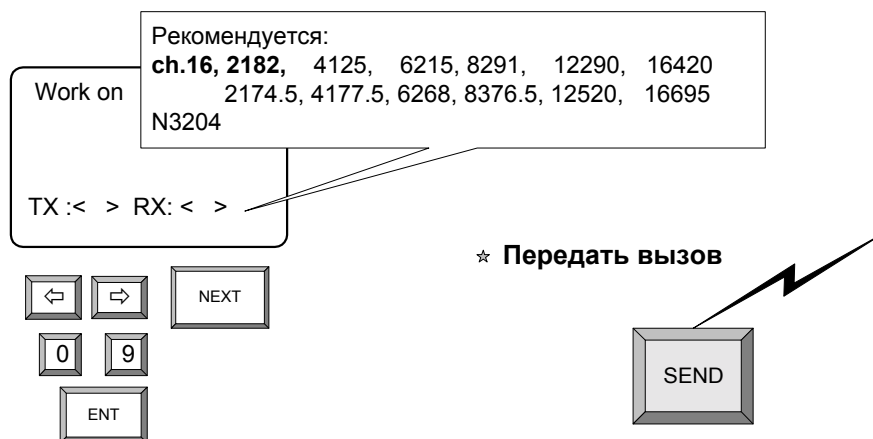 Рекомендуется:
ch.16, 2182, 4125, 6215, 8291, 12290, 16420
2174.5, 4177.5, 6268, 8376.5, 12520, 16695
N3204
Work on
TX :< > RX: < >
⇦ ⇨ NEXT
0 9
ENT
☆ Передать вызов
SEND